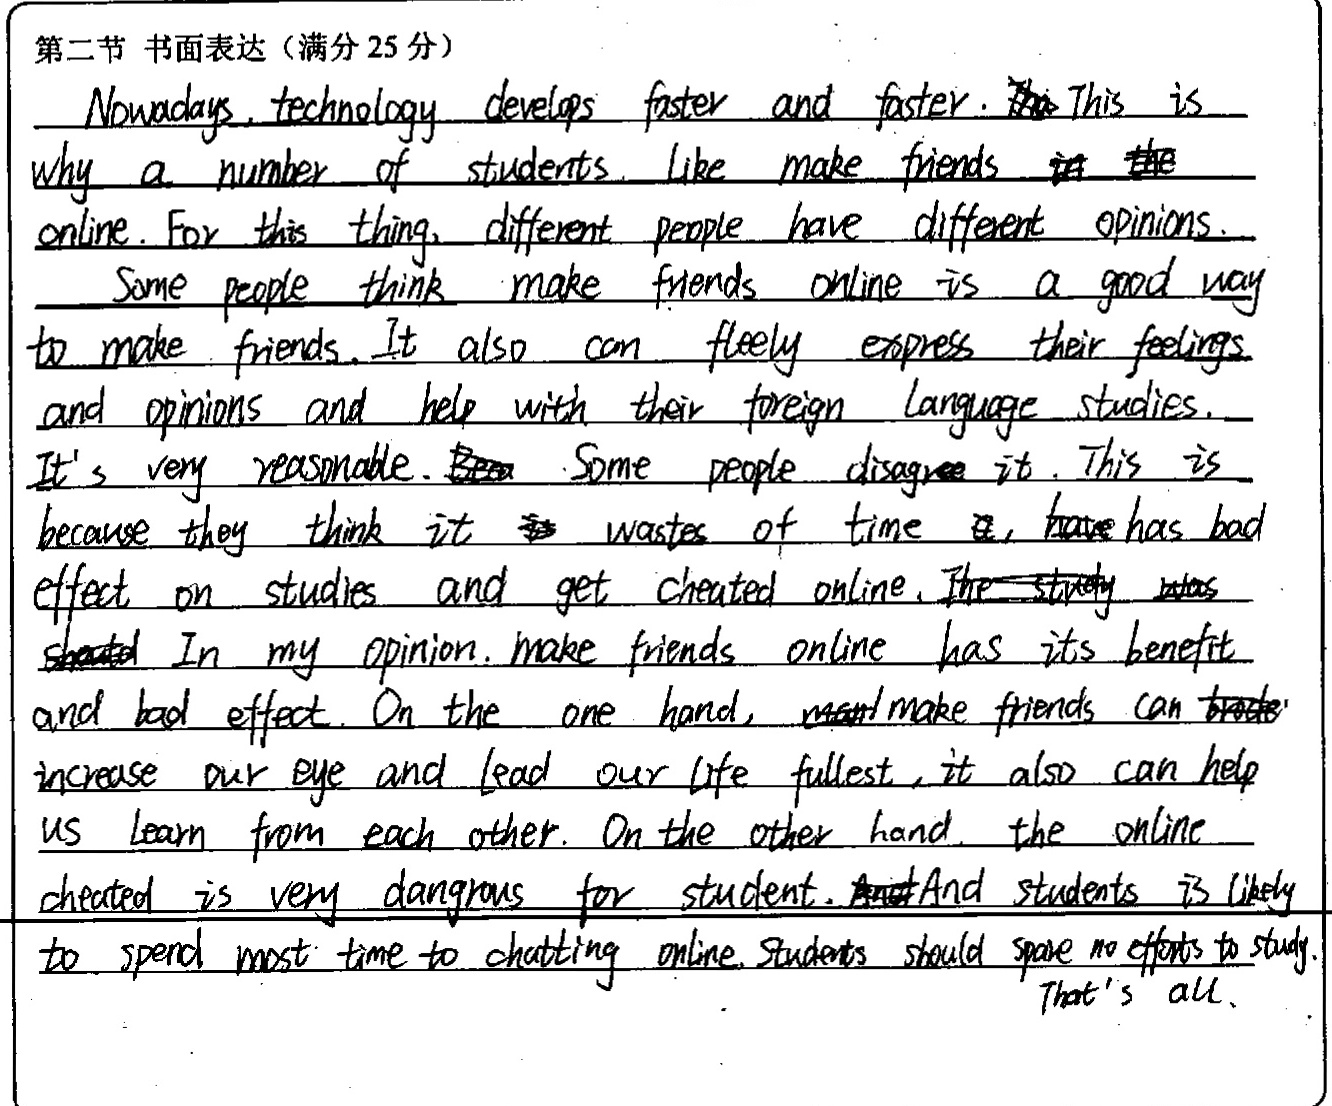 第二节 书面表达（满分 25 分）
Nowadays, technology develops faster and faster. This is
why a number of students like make friends
online. For this thing, different people have different opinions.
Some people think make friends online is a good way
to make friends. It also can fleely express their feelings
and opinions and help with their foreign language studies.
It's very reasonable. Some people disagree it. This is
because they think it wastes of time, has bad
effect on studies and get cheated online.
In my opinion, make friends online has its benefit
and bad effect. On the one hand, make friends can
increase our eye and lead our life fullest, it also can help
us learn from each other. On the other hand, the online
cheated is very dangrous for student. And students is likely
to spend most time to chatting online. Students should spare no efforts to study.
That's all.